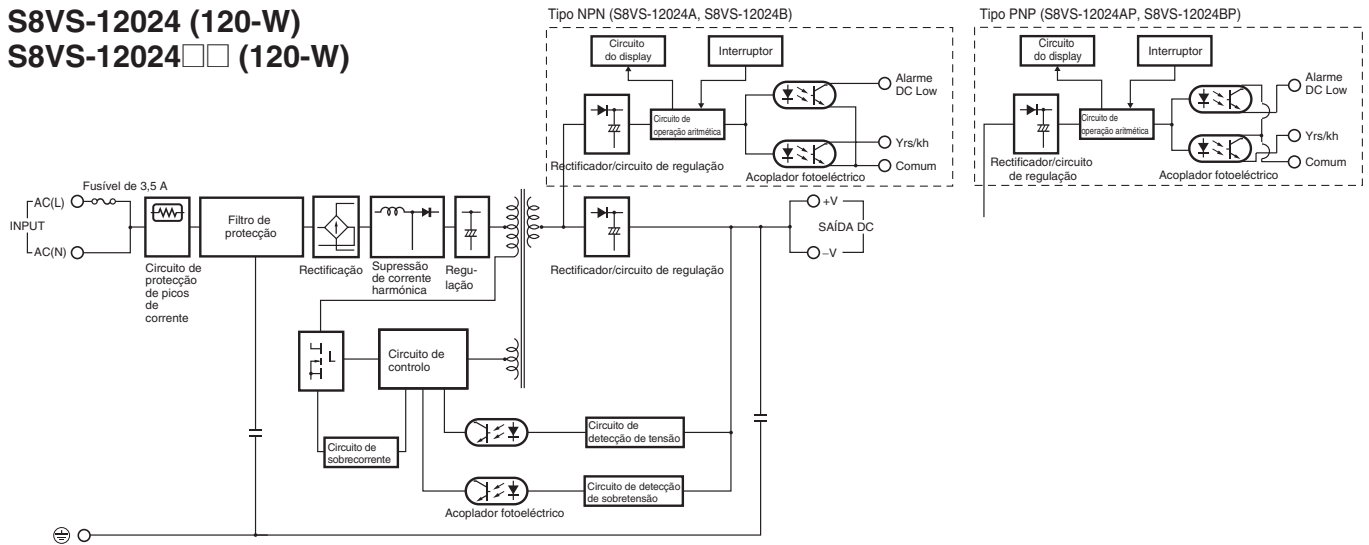 S8VS-12024 (120-W)
S8VS-12024□□ (120-W)
Tipo NPN (S8VS-12024A, S8VS-12024B)
Circuito
do display
Interruptor
Alarme
DC Low
Circuito de
operação aritmética
Yrs/kh
Comum
Rectificador/circuito de regulação
Acoplador fotoeléctrico
Tipo PNP (S8VS-12024AP, S8VS-12024BP)
Circuito
do display
Interruptor
Alarme
DC Low
Circuito de
operação aritmética
Yrs/kh
Comum
Rectificador/circuito
de regulação
Acoplador fotoeléctrico
Fusível de 3,5 A
AC(L)
INPUT
AC(N)
Circuito de
protecção
de picos
de
corrente
Filtro de
protecção
Rectificação
Supressão
de corrente
harmónica
Regu-
lação
Rectificador/circuito de regulação
+V
SAÍDA DC
–V
Circuito de
controlo
Circuito de
sobrecorrente
Circuito de
detecção de tensão
Circuito de detecção
de sobretensão
Acoplador fotoeléctrico